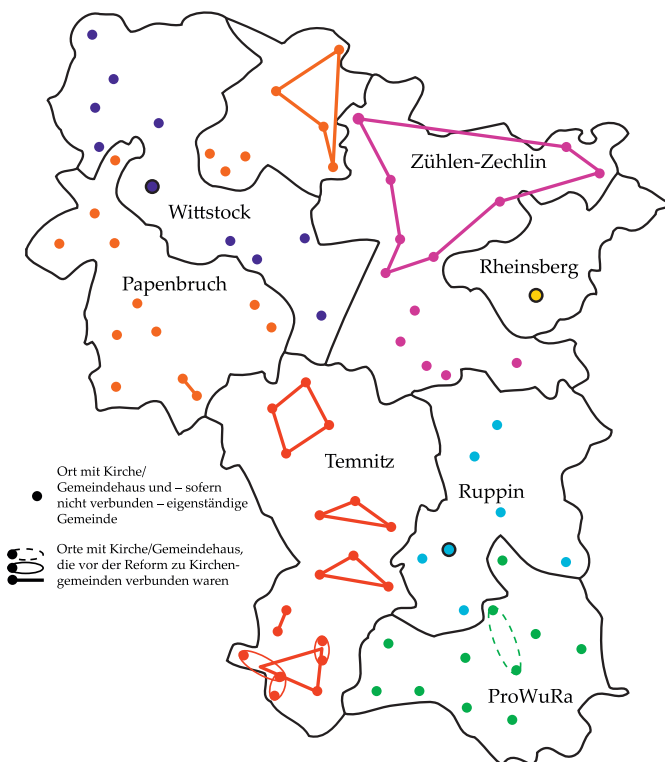 Zühlen-Zechlin
Wittstock
Rheinsberg
Papenbruch
Temnitz
Ruppin
Ort mit Kirche/
Gemeindehaus und – sofern
nicht verbunden – eigenständige
Gemeinde
Orte mit Kirche/Gemeindehaus,
die vor der Reform zu Kirchen-
gemeinden verbunden waren
ProWuRa